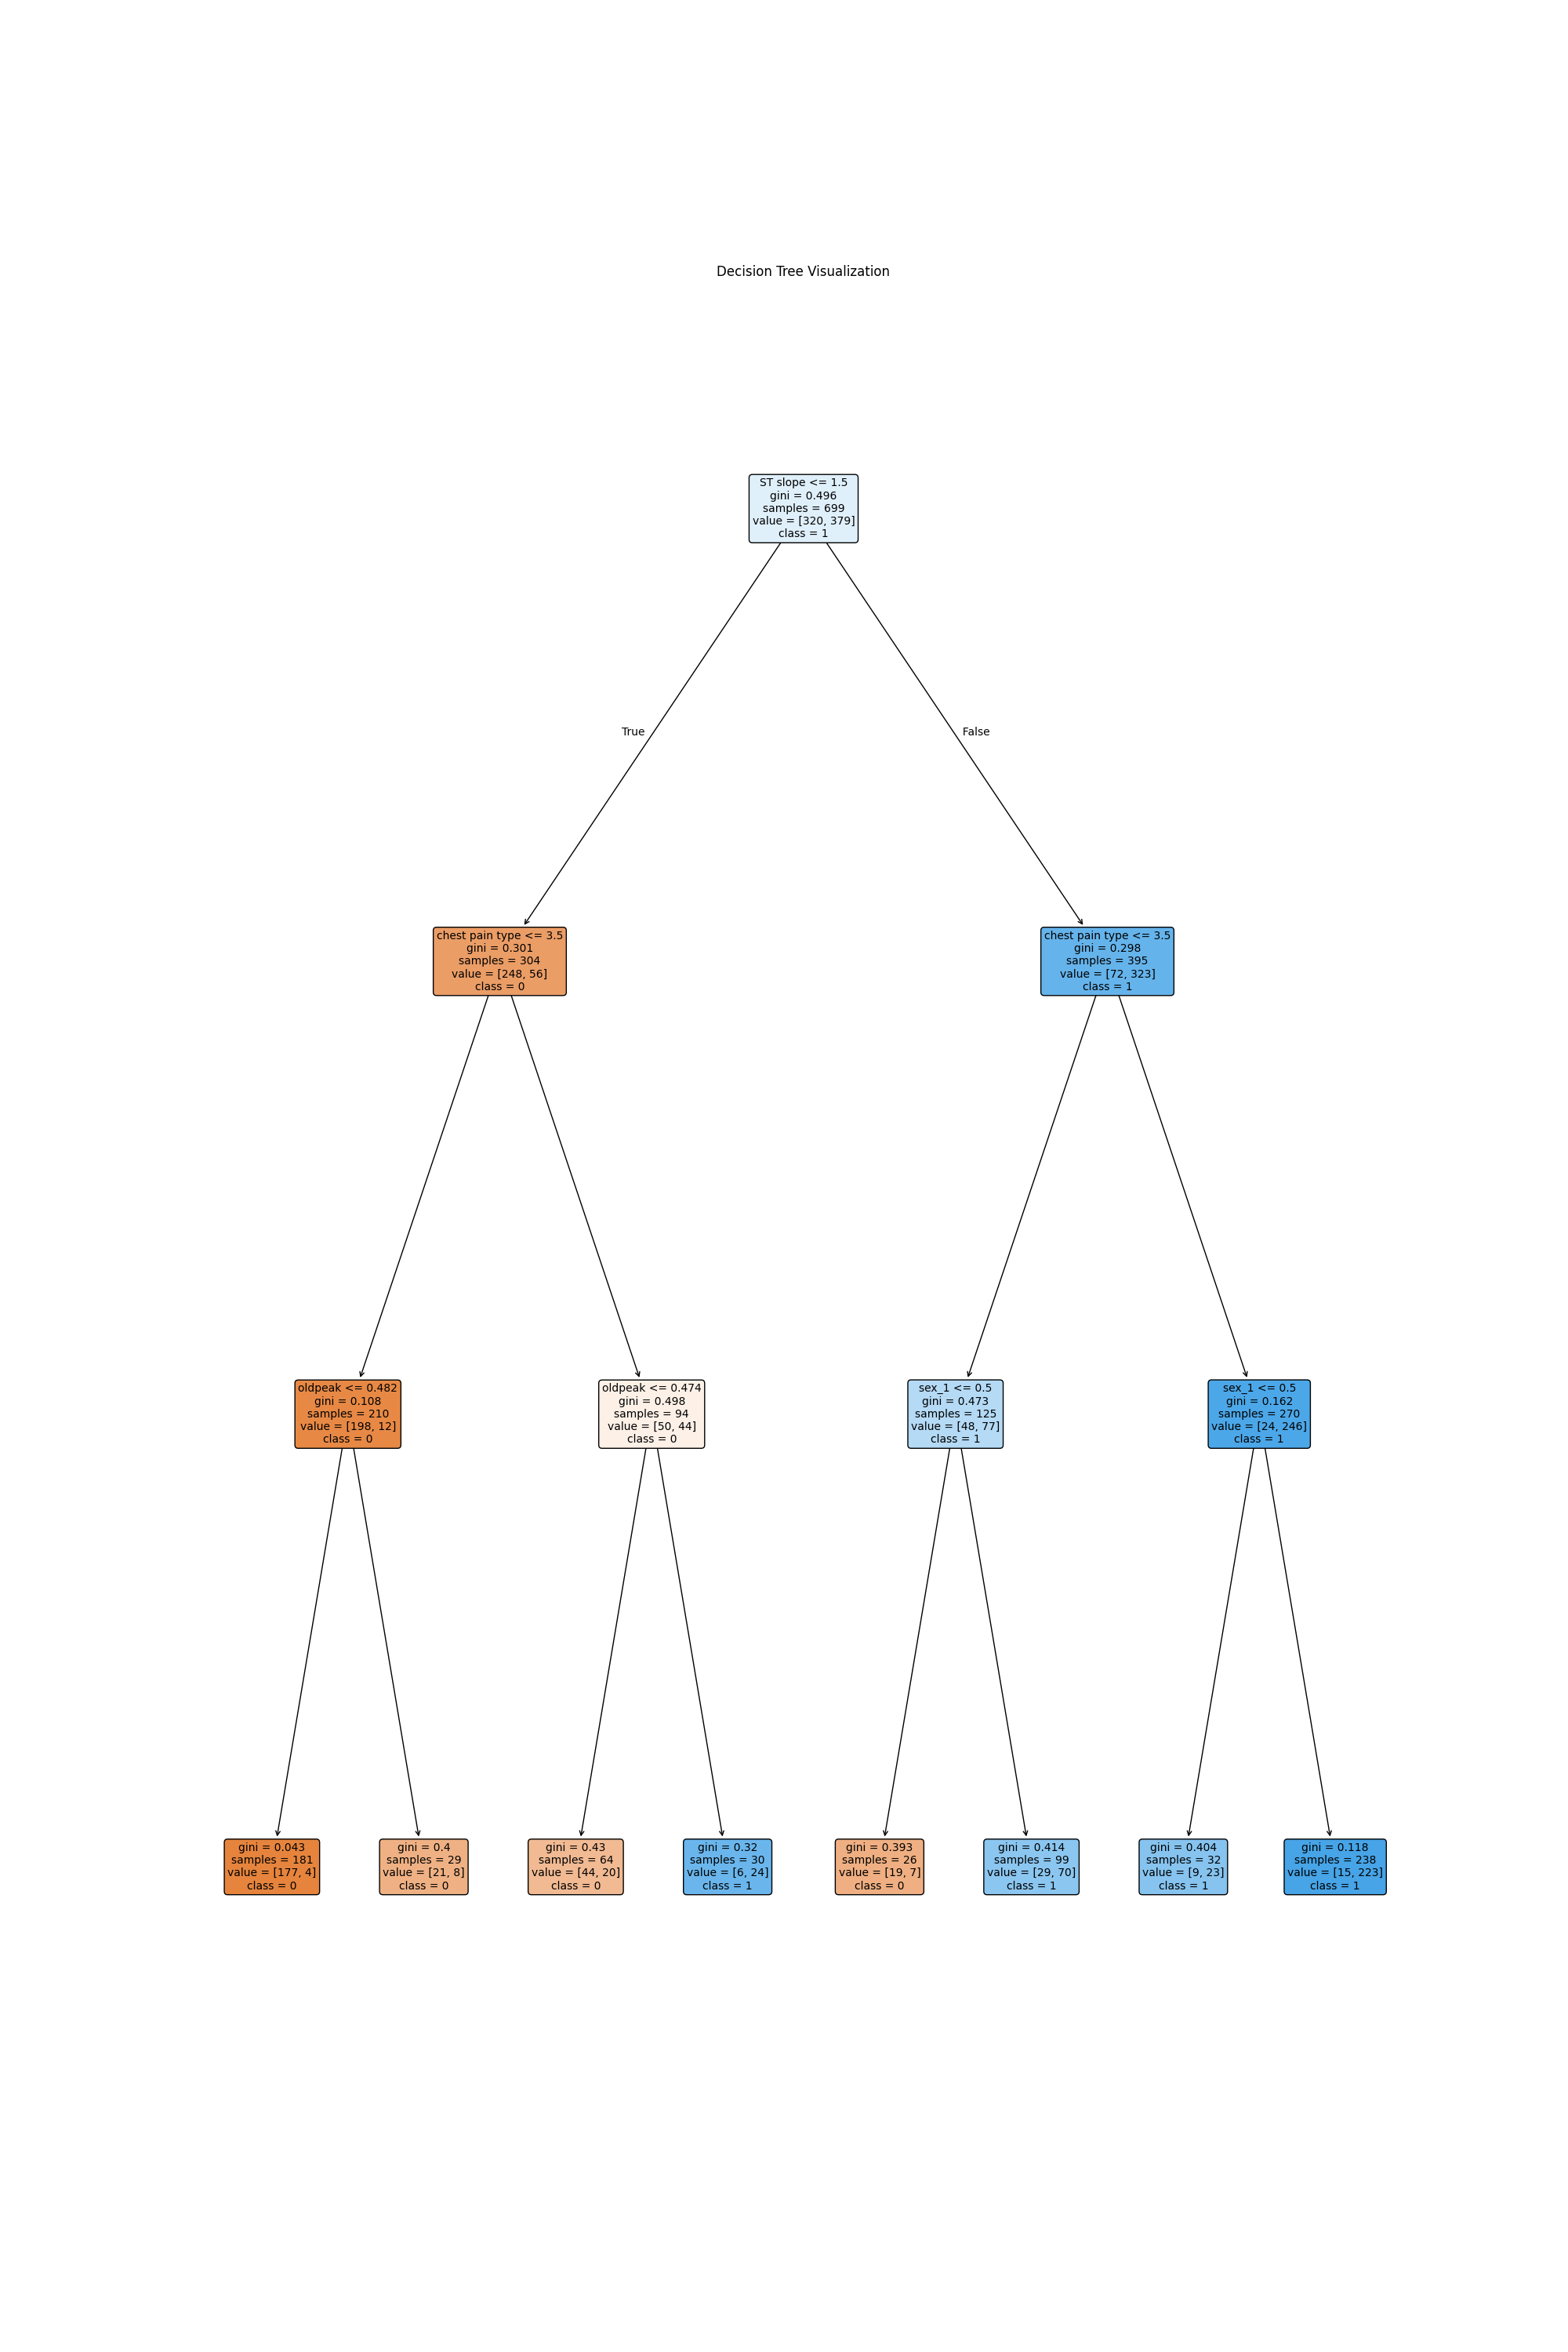 Decision Tree Visualization
ST slope <= 1.5
gini = 0.496
samples = 699
value = [320, 379]
class = 1
True
False
chest pain type <= 3.5
gini = 0.301
samples = 304
value = [248, 56]
class = 0
chest pain type <= 3.5
gini = 0.298
samples = 395
value = [72, 323]
class = 1
oldpeak <= 0.482
gini = 0.108
samples = 210
value = [198, 12]
class = 0
oldpeak <= 0.474
gini = 0.498
samples = 94
value = [50, 44]
class = 0
sex_1 <= 0.5
gini = 0.473
samples = 125
value = [48, 77]
class = 1
sex_1 <= 0.5
gini = 0.162
samples = 270
value = [24, 246]
class = 1
gini = 0.043
samples = 181
value = [177, 4]
class = 0
gini = 0.4
samples = 29
value = [21, 8]
class = 0
gini = 0.43
samples = 64
value = [44, 20]
class = 0
gini = 0.32
samples = 30
value = [6, 24]
class = 1
gini = 0.393
samples = 26
value = [19, 7]
class = 0
gini = 0.414
samples = 99
value = [29, 70]
class = 1
gini = 0.404
samples = 32
value = [9, 23]
class = 1
gini = 0.118
samples = 238
value = [15, 223]
class = 1